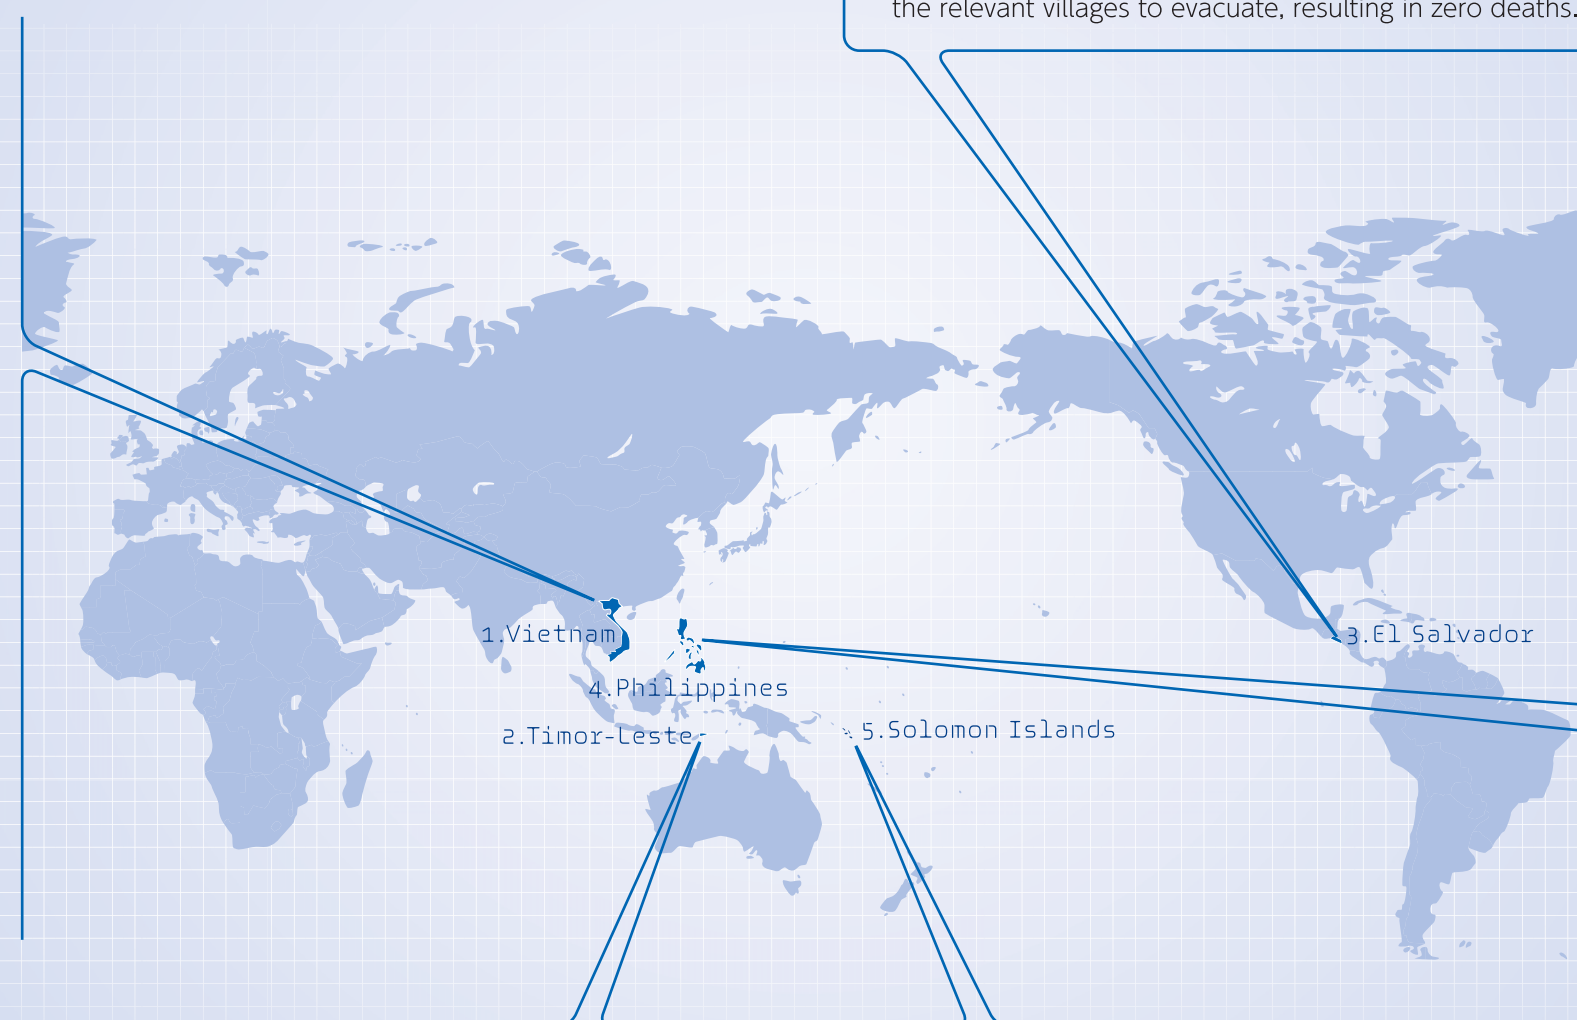 the relevant villages to evacuate, resulting in zero deaths.
1.Vietnam
3.El Salvador
4.Philippines
2.Timor-Leste
5.Solomon Islands